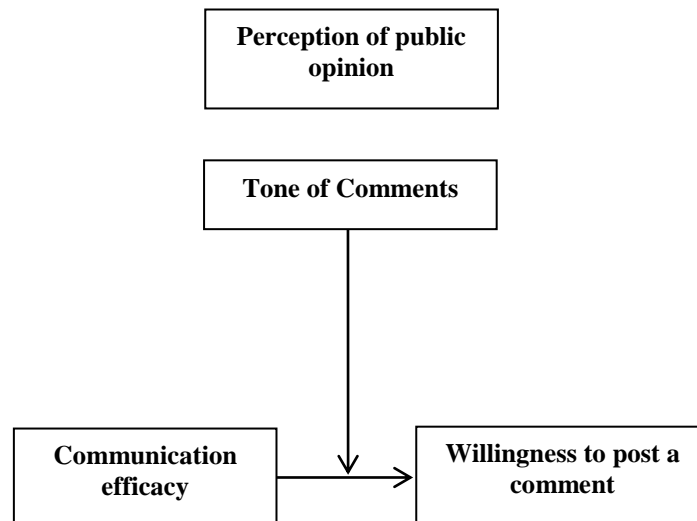 Perception of public
opinion
Tone of Comments
Communication
efficacy
Willingness to post a
comment